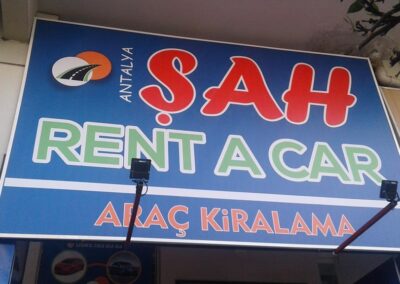 ANTALYA
ŞAH
RENT A CAR
ARAÇ KiRALAMA